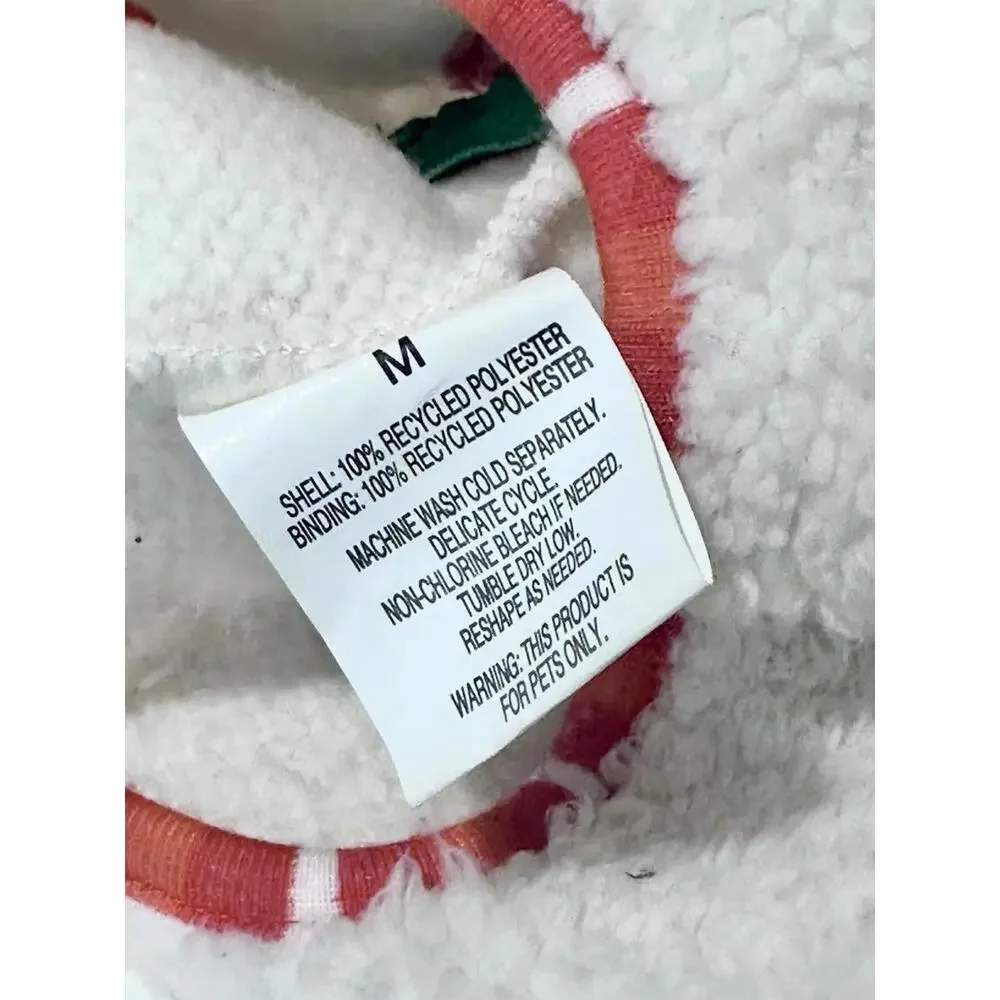 M
SHELL: 100% RECYCLED POLYESTER
BINDING: 100% RECYCLED POLYESTER
MACHINE WASH COLD SEPARATELY.
DELICATE CYCLE.
NON-CHLORINE BLEACH IF NEEDED.
TUMBLE DRY LOW.
RESHAPE AS NEEDED.
WARNING: THIS PRODUCT IS
FOR PETS ONLY.